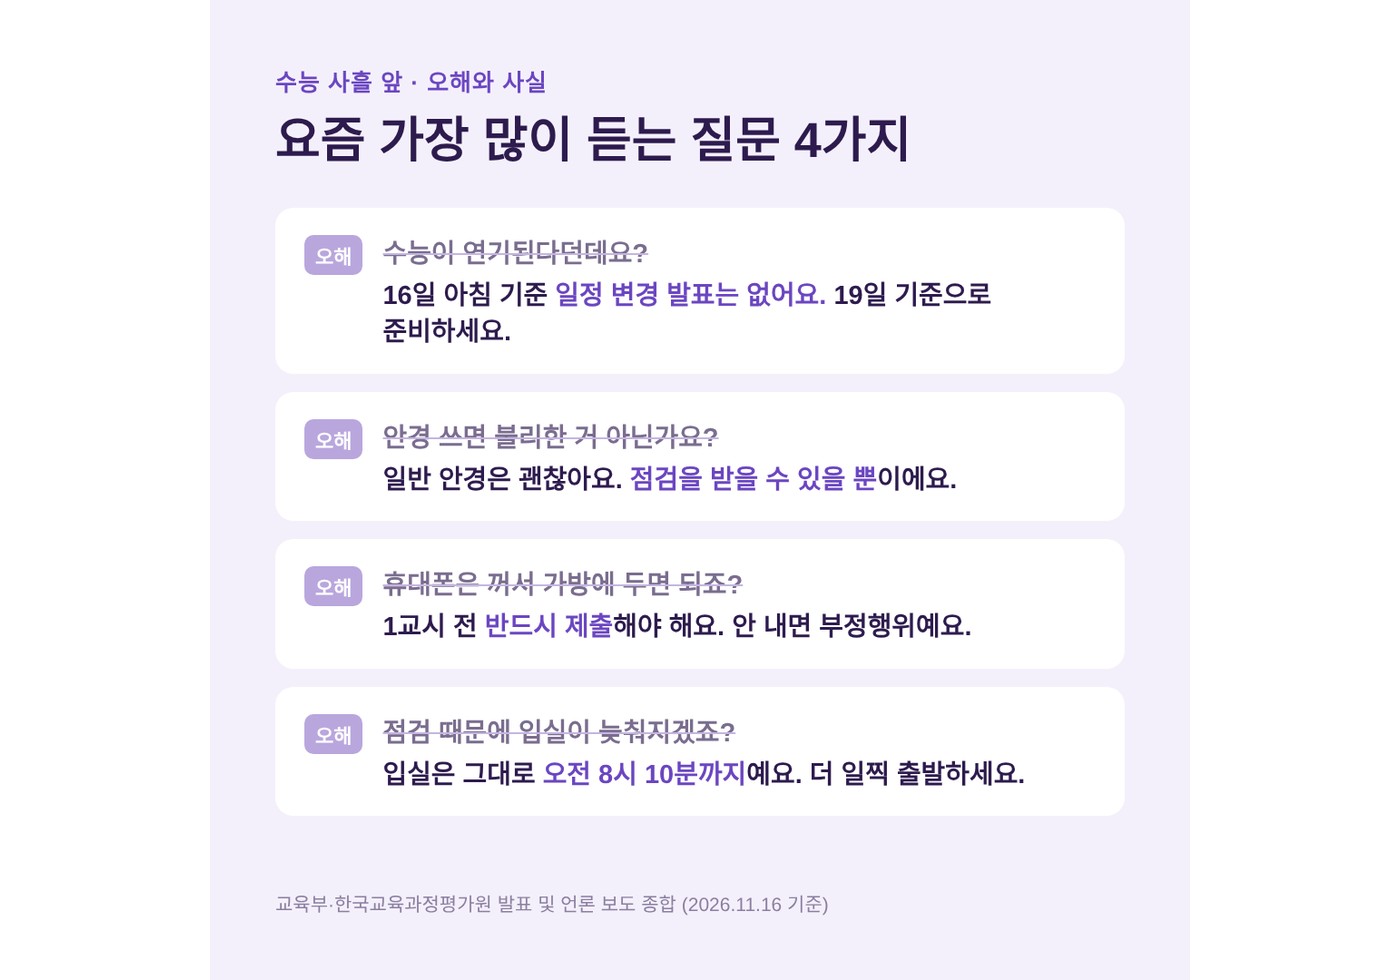 수능 사흘 앞 · 오해와 사실
요즘 가장 많이 듣는 질문 4가지
오해
수능이 연기된다던데요?
16일 아침 기준 일정 변경 발표는 없어요. 19일 기준으로
준비하세요.
오해
안경 쓰면 불리한 거 아닌가요?
일반 안경은 괜찮아요. 점검을 받을 수 있을 뿐이에요.
오해
휴대폰은 꺼서 가방에 두면 되죠?
1교시 전 반드시 제출해야 해요. 안 내면 부정행위예요.
오해
점검 때문에 입실이 늦춰지겠죠?
입실은 그대로 오전 8시 10분까지예요. 더 일찍 출발하세요.
교육부·한국교육과정평가원 발표 및 언론 보도 종합 (2026.11.16 기준)